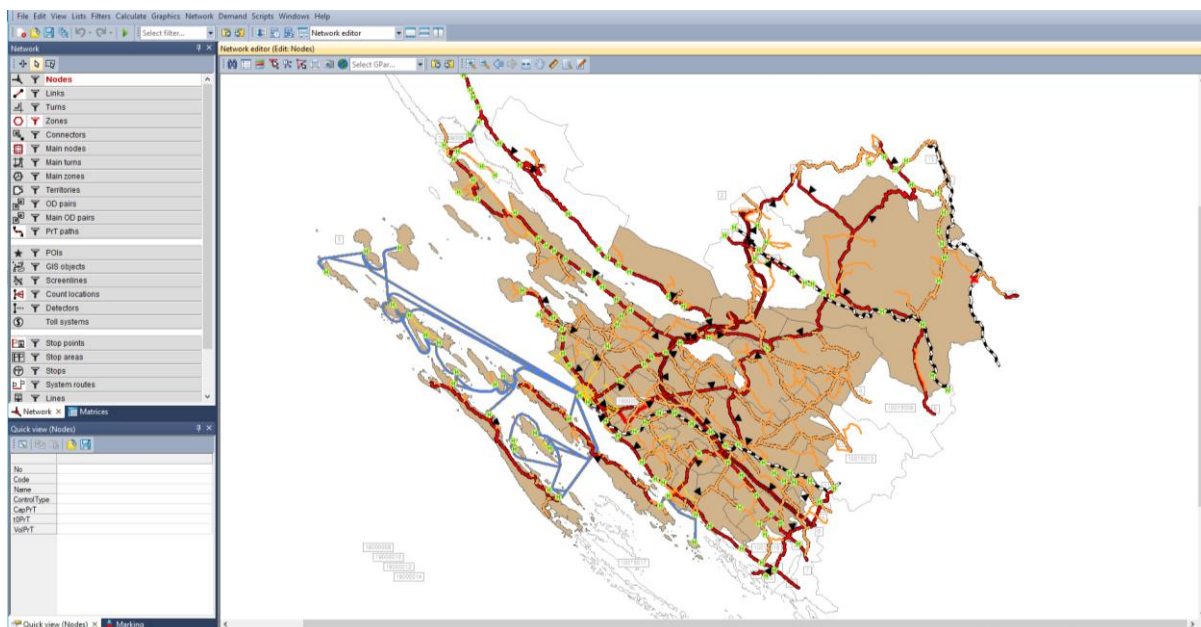 File Edit View Lists Filters Calculate Graphics Network Demand Scripts Windows Help
Select filter...
Network editor
Network
Network editor (Edit: Nodes)
Select GPar...
Nodes
Links
Turns
Zones
Connectors
Main nodes
Main turns
Main zones
Territories
OD pairs
Main OD pairs
PrT paths
POIs
GIS objects
Screenlines
Count locations
Detectors
Toll systems
Stop points
Stop areas
Stops
System routes
Lines
Network
Matrices
Quick view (Nodes)
No
Code
Name
ControlType
CapPrT
t0PrT
VolPrT
Quick view (Nodes)
Marking